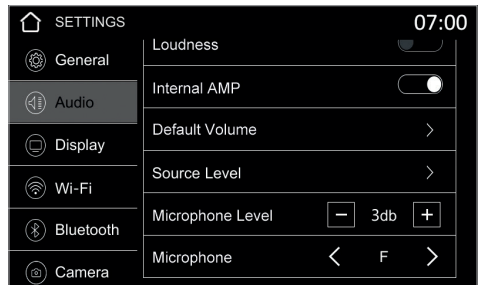 SETTINGS 07:00
General
Audio
Display
Wi-Fi
Bluetooth
Camera
Loudness
Internal AMP
Default Volume >
Source Level >
Microphone Level − 3db +
Microphone < F >